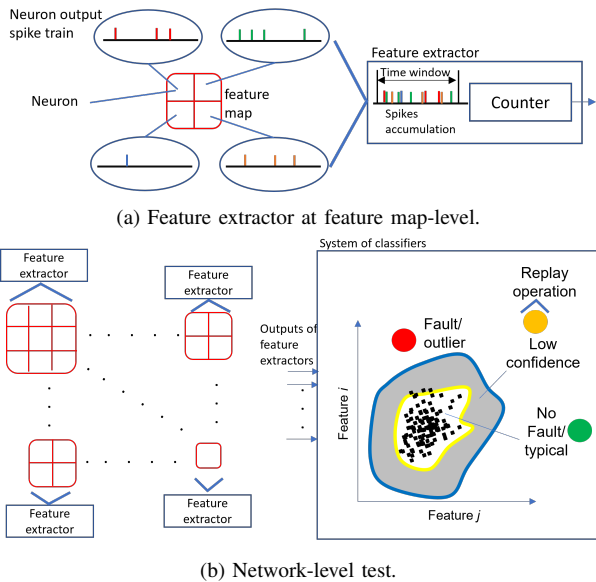 Neuron output
spike train
Neuron
feature
map
Feature extractor
Time window
Spikes
accumulation
Counter
(a) Feature extractor at feature map-level.
Feature
extractor
Feature
extractor
Feature
extractor
Feature
extractor
Outputs of
feature
extractors
System of classifiers
Replay
operation
Fault/
outlier
Low
confidence
No
Fault/
typical
Feature i
Feature j
(b) Network-level test.